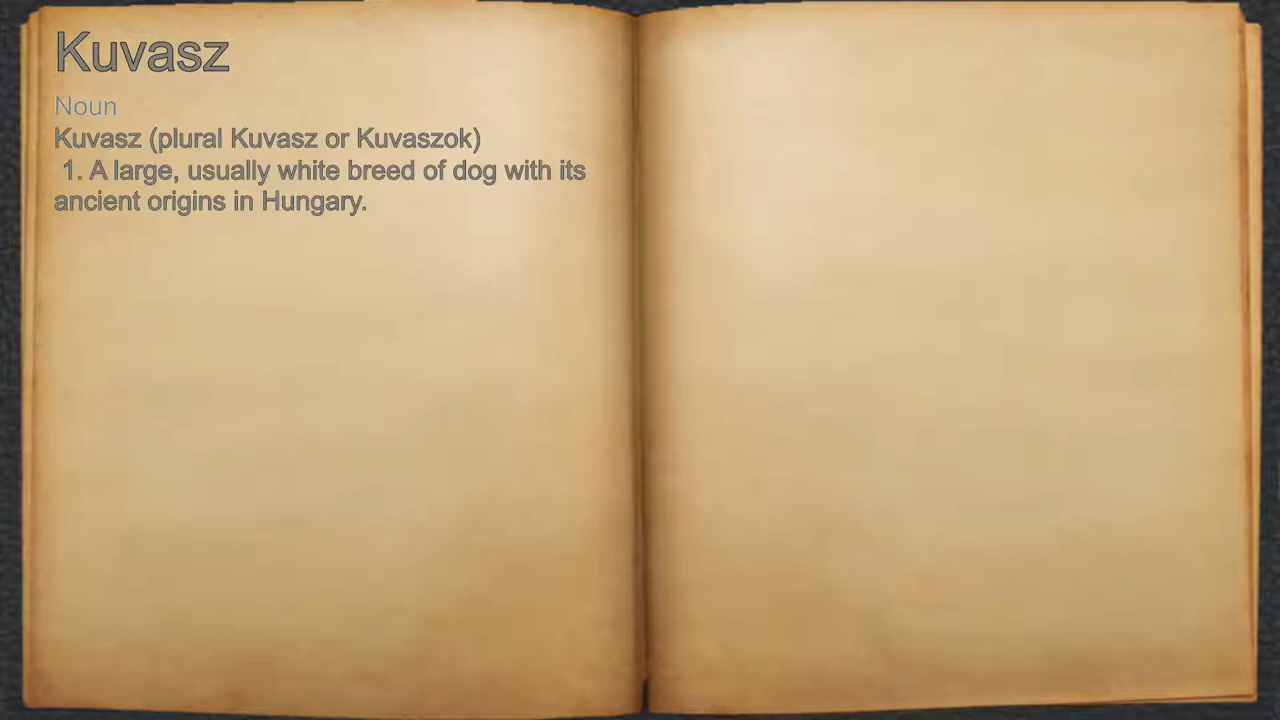 Kuvasz
Noun
Kuvasz (plural Kuvasz or Kuvaszok)
1. A large, usually white breed of dog with its
ancient origins in Hungary.